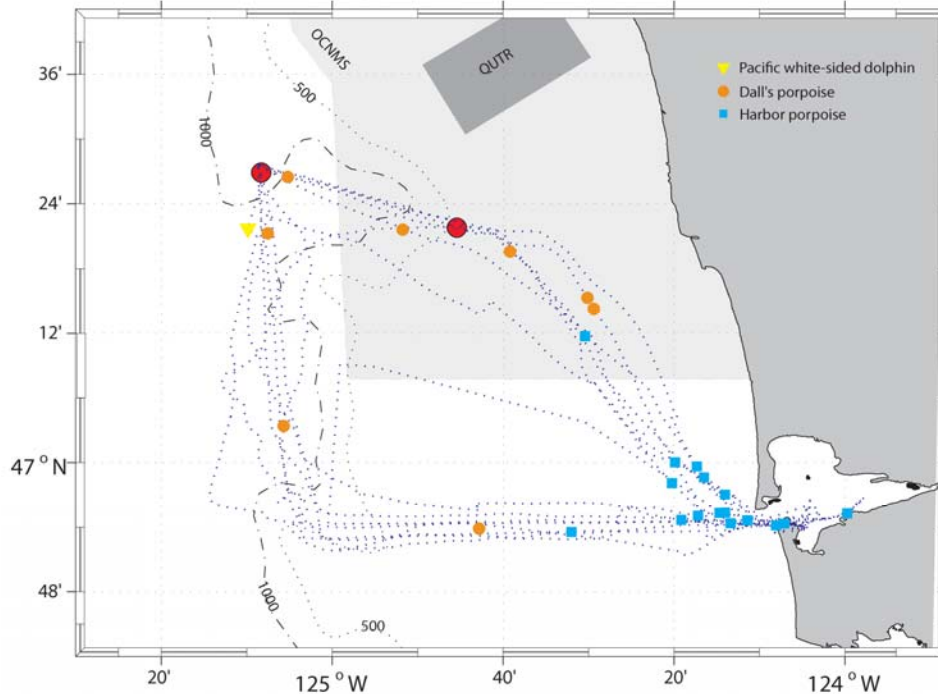 OCNMS
QUTR
Pacific white-sided dolphin
Dall's porpoise
Harbor porpoise
36'
500
1000
24'
12'
47° N
48'
1000
500
20'
125° W
40'
20'
124° W